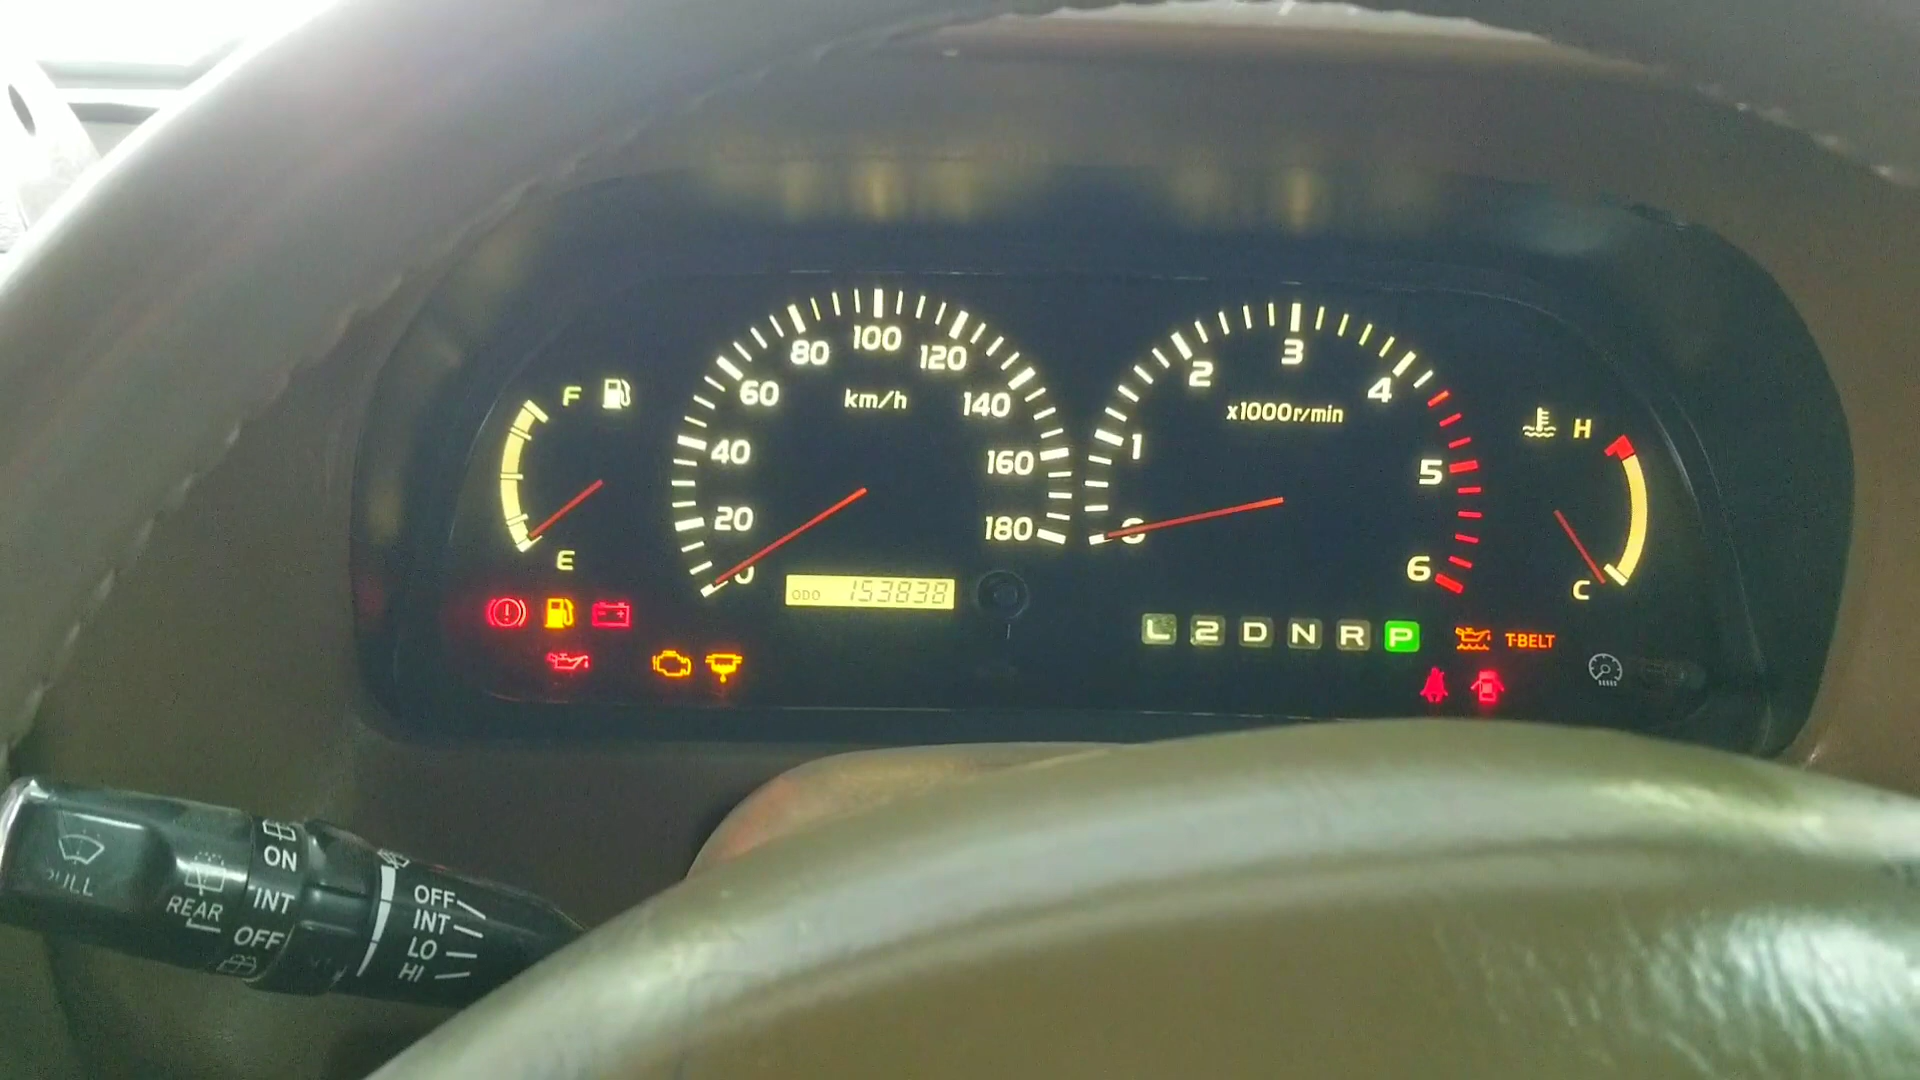 F
E
0
20
40
60
80
100
120
140
160
180
km/h
ODO 153838
0
1
2
3
4
5
6
x1000r/min
H
C
L 2 D N R P
T-BELT
REAR
ON
INT
OFF
OFF
INT
LO
HI